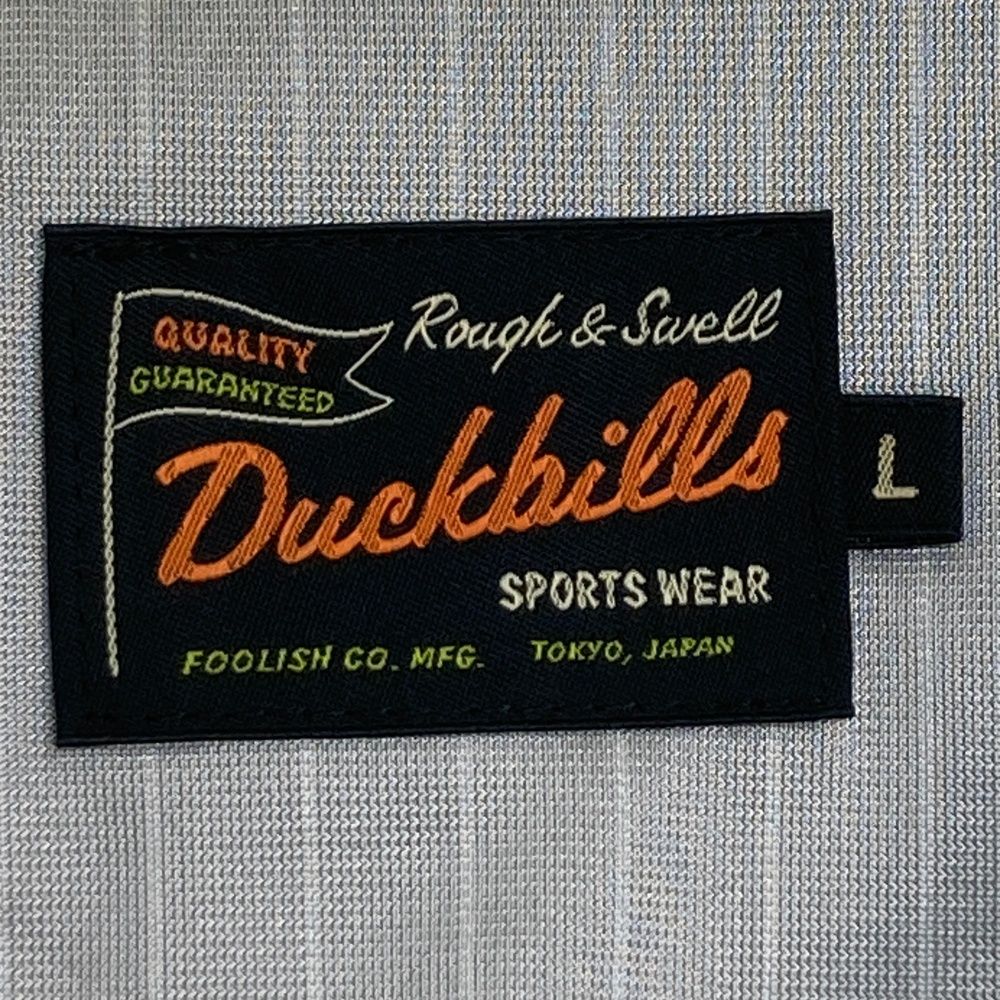 QUALITY
GUARANTEED
Rough & Swell
Duckbills
SPORTS WEAR
FOOLISH CO. MFG. TOKYO, JAPAN
L